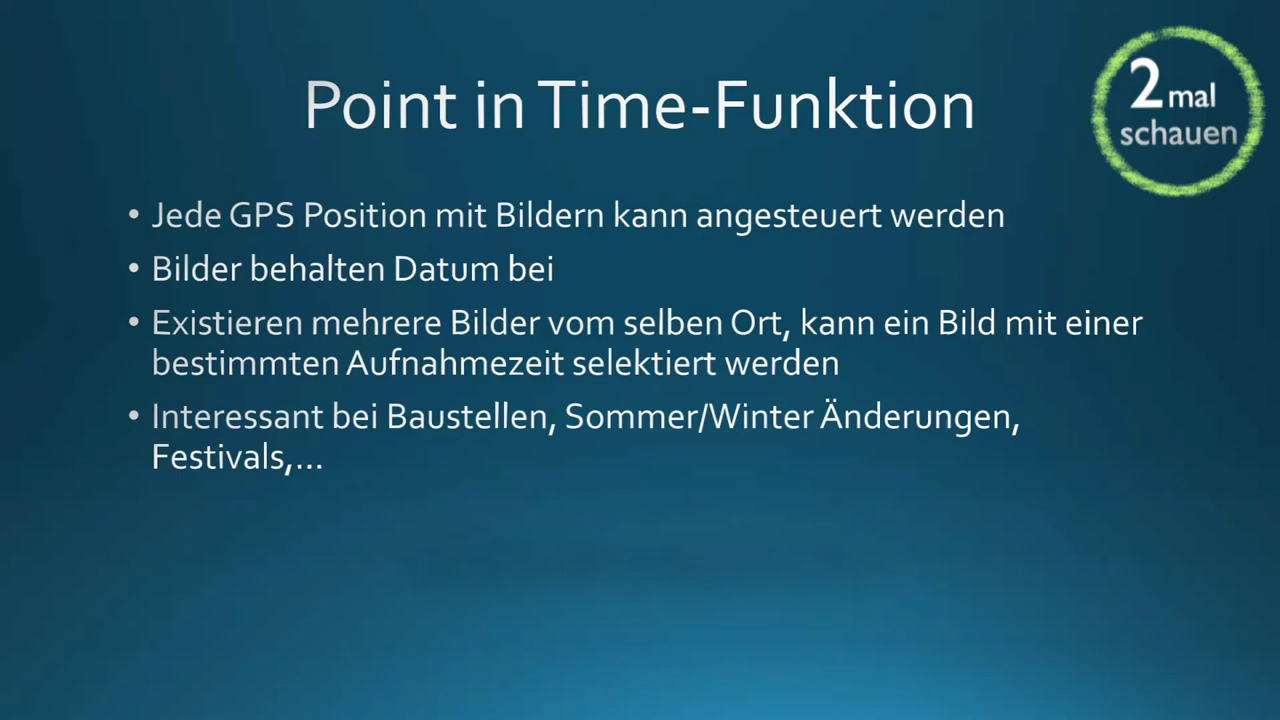 Point in Time-Funktion
2 mal
schauen
• Jede GPS Position mit Bildern kann angesteuert werden
• Bilder behalten Datum bei
• Existieren mehrere Bilder vom selben Ort, kann ein Bild mit einer
bestimmten Aufnahmezeit selektiert werden
• Interessant bei Baustellen, Sommer/Winter Änderungen,
Festivals,...